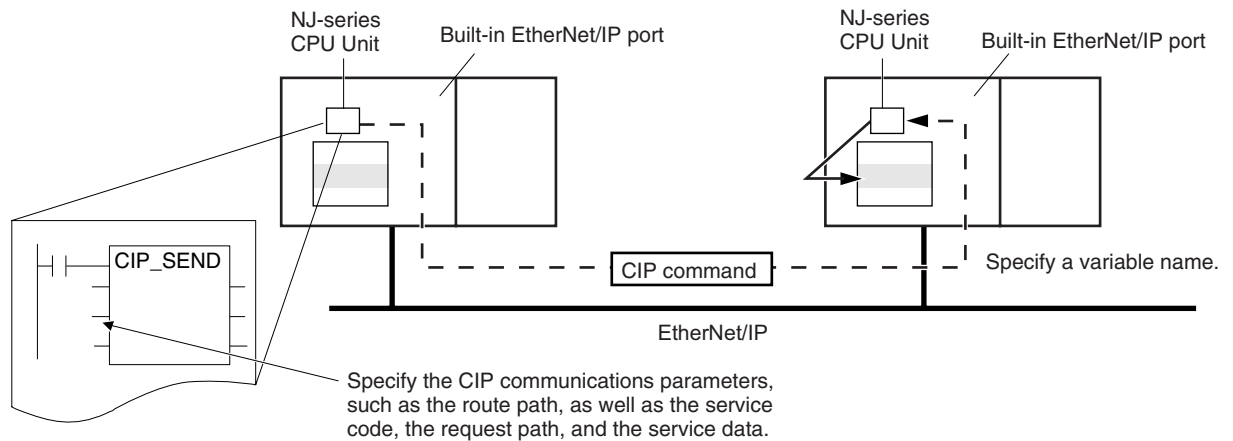 NJ-series
CPU Unit
Built-in EtherNet/IP port
NJ-series
CPU Unit
Built-in EtherNet/IP port
CIP_SEND
CIP command
Specify a variable name.
EtherNet/IP
Specify the CIP communications parameters,
such as the route path, as well as the service
code, the request path, and the service data.